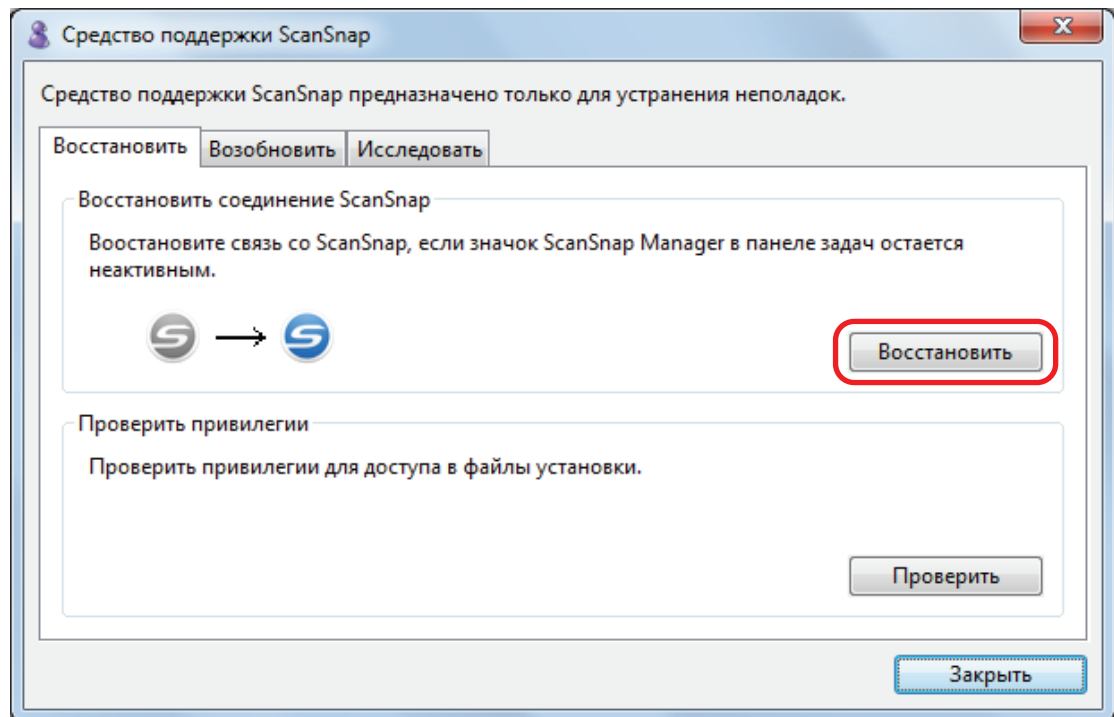 Средство поддержки ScanSnap
Средство поддержки ScanSnap предназначено только для устранения неполадок.
Восстановить Возобновить Исследовать
Восстановить соединение ScanSnap
Воостановите связь со ScanSnap, если значок ScanSnap Manager в панеле задач остается
неактивным.
Восстановить
Проверить привилегии
Проверить привилегии для доступа в файлы установки.
Проверить
Закрыть